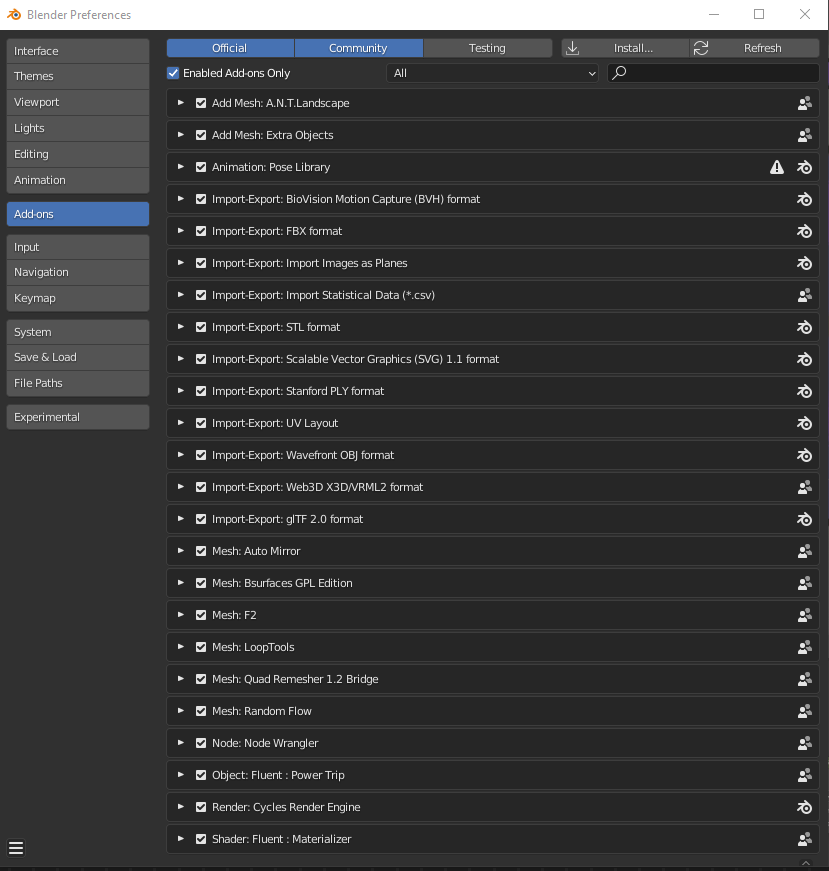 Blender Preferences
Interface
Themes
Viewport
Lights
Editing
Animation
Add-ons
Input
Navigation
Keymap
System
Save & Load
File Paths
Experimental
Official Community Testing Install... Refresh
Enabled Add-ons Only All
Add Mesh: A.N.T.Landscape
Add Mesh: Extra Objects
Animation: Pose Library
Import-Export: BioVision Motion Capture (BVH) format
Import-Export: FBX format
Import-Export: Import Images as Planes
Import-Export: Import Statistical Data (*.csv)
Import-Export: STL format
Import-Export: Scalable Vector Graphics (SVG) 1.1 format
Import-Export: Stanford PLY format
Import-Export: UV Layout
Import-Export: Wavefront OBJ format
Import-Export: Web3D X3D/VRML2 format
Import-Export: glTF 2.0 format
Mesh: Auto Mirror
Mesh: Bsurfaces GPL Edition
Mesh: F2
Mesh: LoopTools
Mesh: Quad Remesher 1.2 Bridge
Mesh: Random Flow
Node: Node Wrangler
Object: Fluent : Power Trip
Render: Cycles Render Engine
Shader: Fluent : Materializer